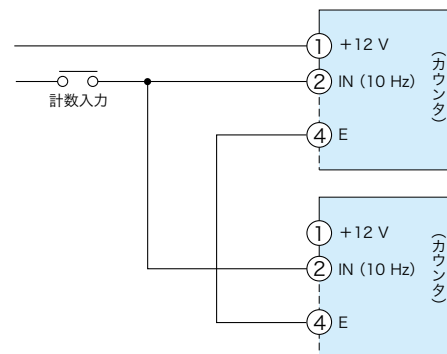 ① +12 V
② IN (10 Hz)
計数入力
④ E
(カウンタ)
① +12 V
② IN (10 Hz)
④ E
(カウンタ)